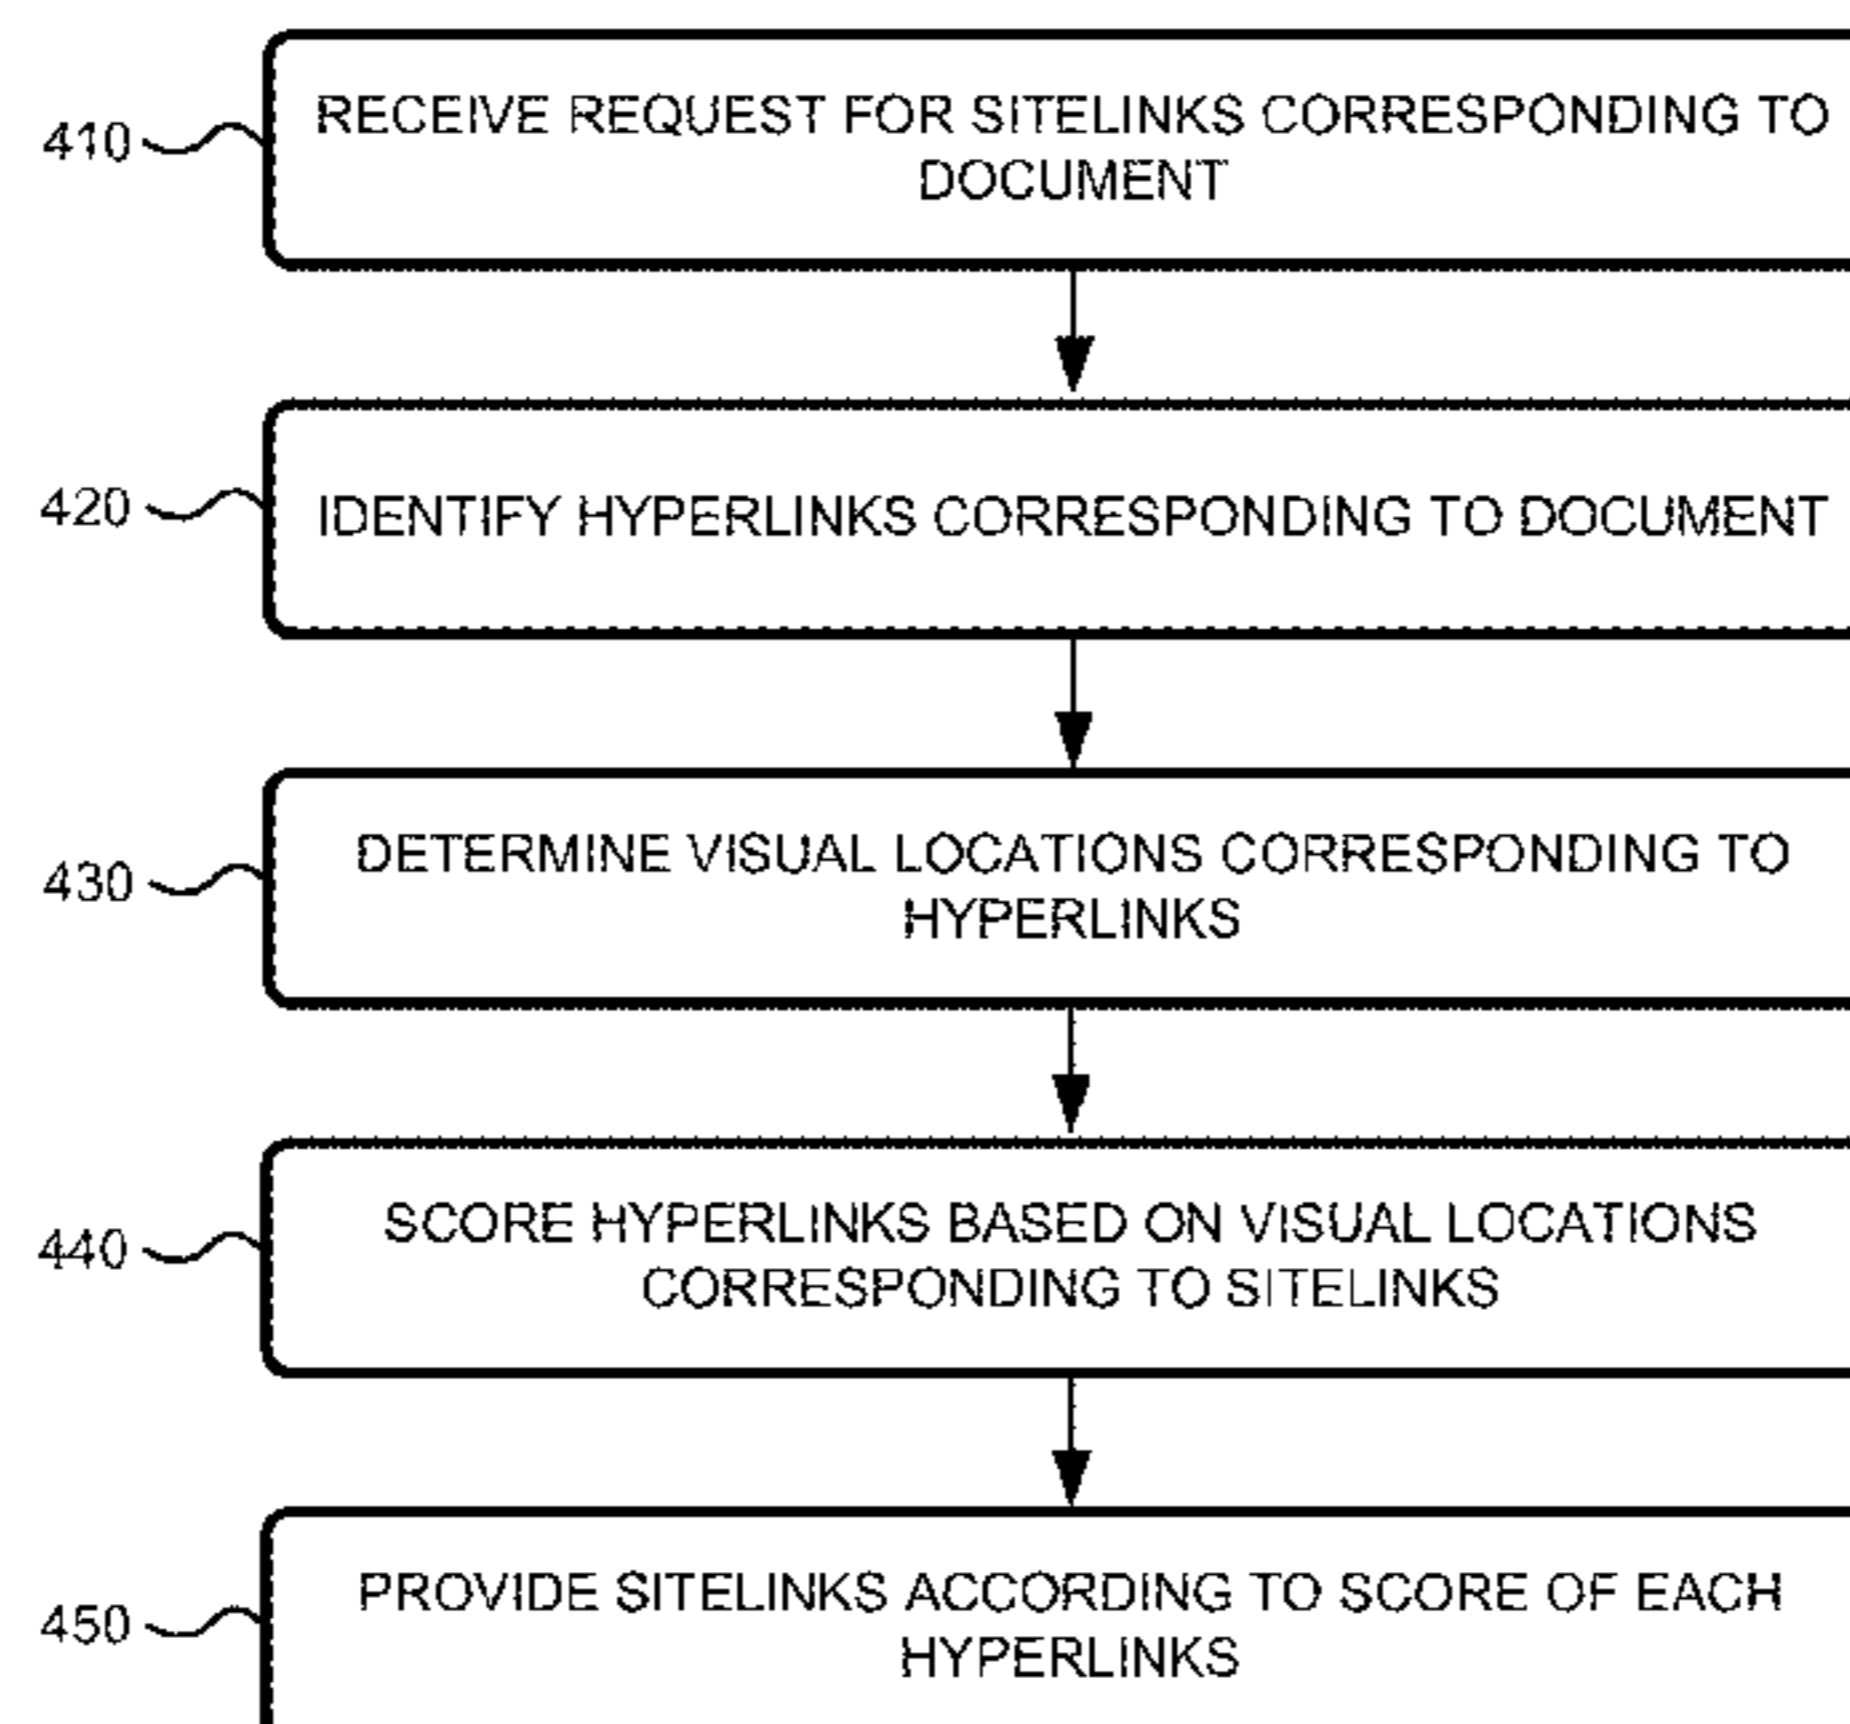 410
RECEIVE REQUEST FOR SITELINKS CORRESPONDING TO
DOCUMENT
420
IDENTIFY HYPERLINKS CORRESPONDING TO DOCUMENT
430
DETERMINE VISUAL LOCATIONS CORRESPONDING TO
HYPERLINKS
440
SCORE HYPERLINKS BASED ON VISUAL LOCATIONS
CORRESPONDING TO SITELINKS
450
PROVIDE SITELINKS ACCORDING TO SCORE OF EACH
HYPERLINKS